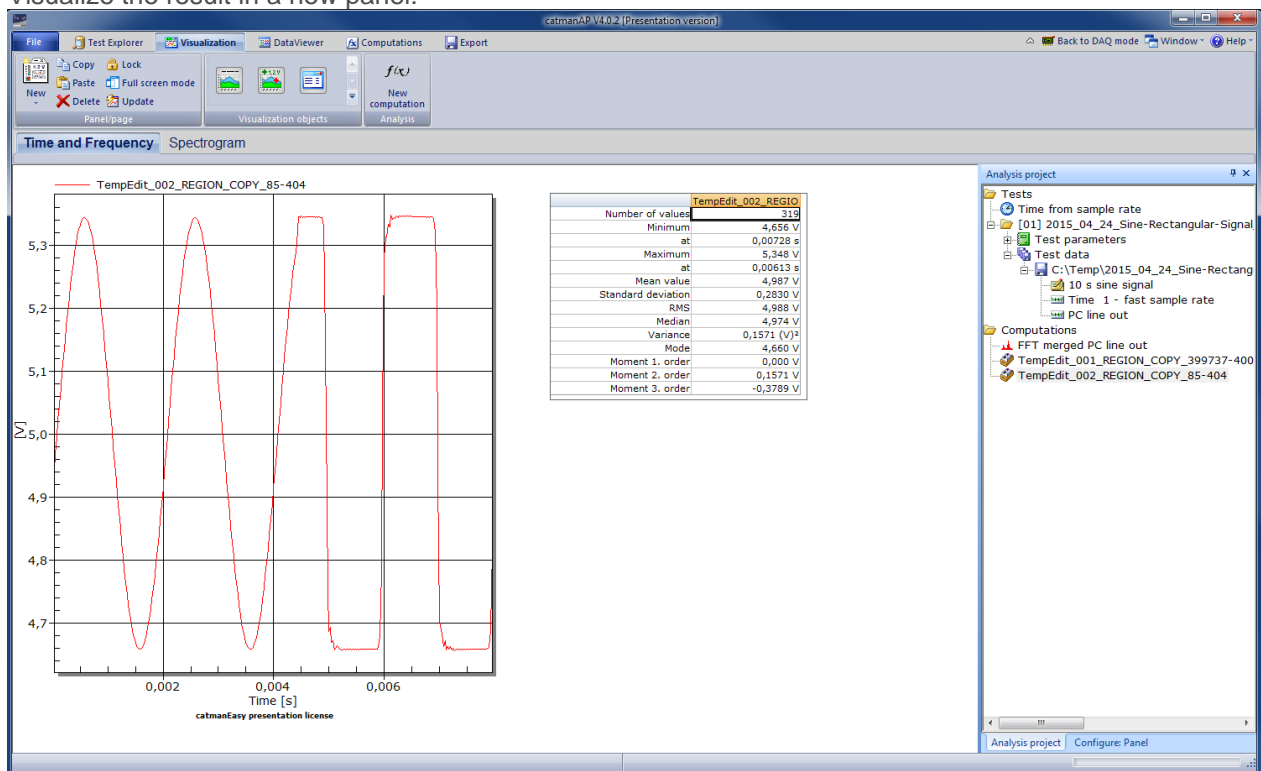 Visualize the result in a new panel.
catmanAP V4.0.2 [Presentation version]
File Test Explorer Visualization DataViewer Computations Export Back to DAQ mode Window Help
New
Copy Lock
Paste Full screen mode
Delete Update
Panel/page
Visualization objects
f(x)
New
computation
Analysis
Time and Frequency Spectrogram
TempEdit_002_REGION_COPY_85-404
[V]
5,3
5,2
5,1
5,0
4,9
4,8
4,7
0,002 0,004 0,006
Time [s]
catmanEasy presentation license
TempEdit_002_REGIO
Number of values 319
Minimum 4,656 V
at 0,00728 s
Maximum 5,348 V
at 0,00613 s
Mean value 4,987 V
Standard deviation 0,2830 V
RMS 4,988 V
Median 4,974 V
Variance 0,1571 (V)²
Mode 4,660 V
Moment 1. order 0,000 V
Moment 2. order 0,1571 V
Moment 3. order -0,3789 V
Analysis project
Tests
Time from sample rate
[01] 2015_04_24_Sine-Rectangular-Signal
Test parameters
Test data
C:\Temp\2015_04_24_Sine-Rectang
10 s sine signal
Time 1 - fast sample rate
PC line out
Computations
FFT merged PC line out
TempEdit_001_REGION_COPY_399737-400
TempEdit_002_REGION_COPY_85-404
Analysis project Configure: Panel